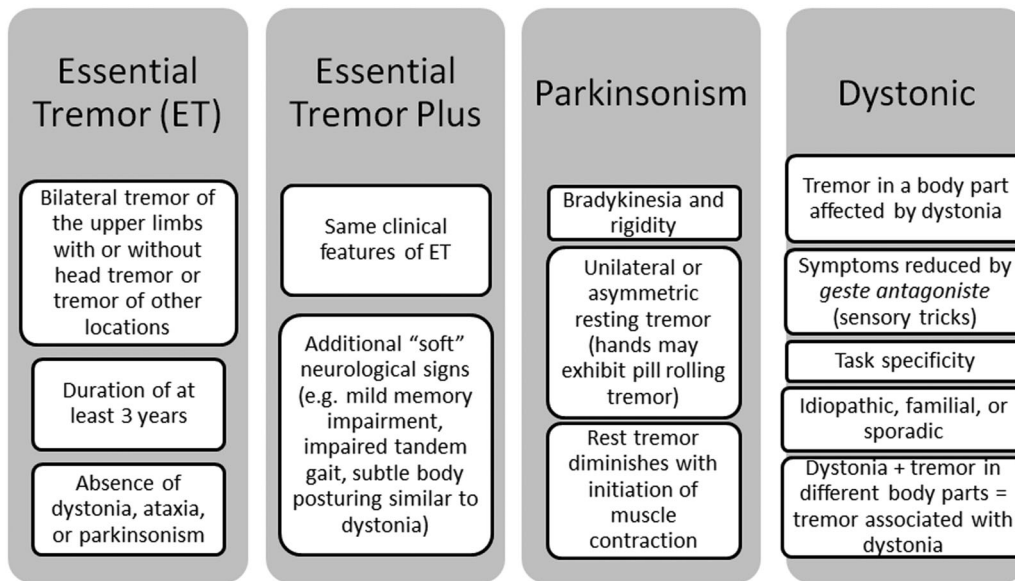 Essential
Tremor (ET)
Bilateral tremor of
the upper limbs
with or without
head tremor or
tremor of other
locations
Duration of at
least 3 years
Absence of
dystonia, ataxia,
or parkinsonism
Essential
Tremor Plus
Same clinical
features of ET
Additional “soft”
neurological signs
(e.g. mild memory
impairment,
impaired tandem
gait, subtle body
posturing similar to
dystonia)
Parkinsonism
Bradykinesia and
rigidity
Unilateral or
asymmetric
resting tremor
(hands may
exhibit pill rolling
tremor)
Rest tremor
diminishes with
initiation of
muscle
contraction
Dystonic
Tremor in a body part
affected by dystonia
Symptoms reduced by
geste antagoniste
(sensory tricks)
Task specificity
Idiopathic, familial, or
sporadic
Dystonia + tremor in
different body parts =
tremor associated with
dystonia